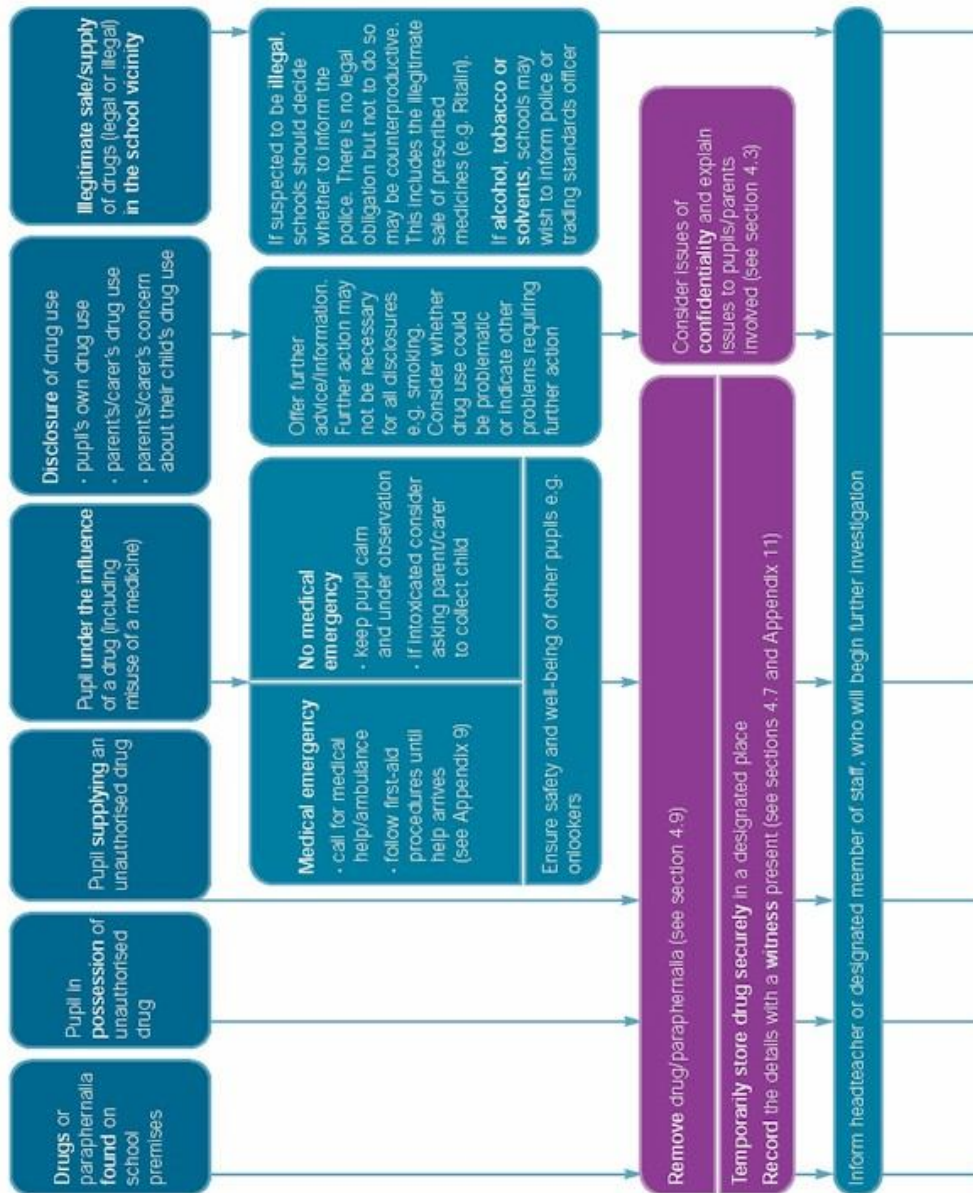 Drugs or
paraphernalia
found on
school
premises
Pupil in
possession of
unauthorised
drug
Pupil supplying an
unauthorised drug
Pupil under the influence
of a drug (including
misuse of a medicine)
Disclosure of drug use
· pupil's own drug use
· parent's/carer's drug use
· parent's/carer's concern
about their child's drug use
Illegitimate sale/supply
of drugs (legal or illegal)
in the school vicinity
Medical emergency
· call for medical
help/ambulance
· follow first-aid
procedures until
help arrives
(see Appendix 9)
No medical
emergency
· keep pupil calm
and under observation
· if intoxicated consider
asking parent/carer
to collect child
Ensure safety and well-being of other pupils e.g.
onlookers
Offer further
advice/information.
Further action may
not be necessary
for all disclosures
e.g. smoking.
Consider whether
drug use could
be problematic
or indicate other
problems requiring
further action
If suspected to be illegal,
schools should decide
whether to inform the
police. There is no legal
obligation but not to do so
may be counterproductive.
This includes the illegitimate
sale of prescribed
medicines (e.g. Ritalin).
If alcohol, tobacco or
solvents, schools may
wish to inform police or
trading standards officer
Remove drug/paraphernalia (see section 4.9)
Temporarily store drug securely in a designated place
Record the details with a witness present (see sections 4.7 and Appendix 11)
Consider issues of
confidentiality and explain
issues to pupils/parents
involved (see section 4.3)
Inform headteacher or designated member of staff, who will begin further investigation